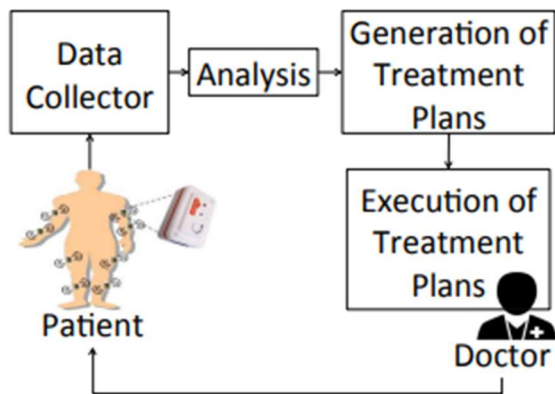 Data
Collector
Analysis
Generation of
Treatment
Plans
Execution of
Treatment
Plans
Patient
Doctor